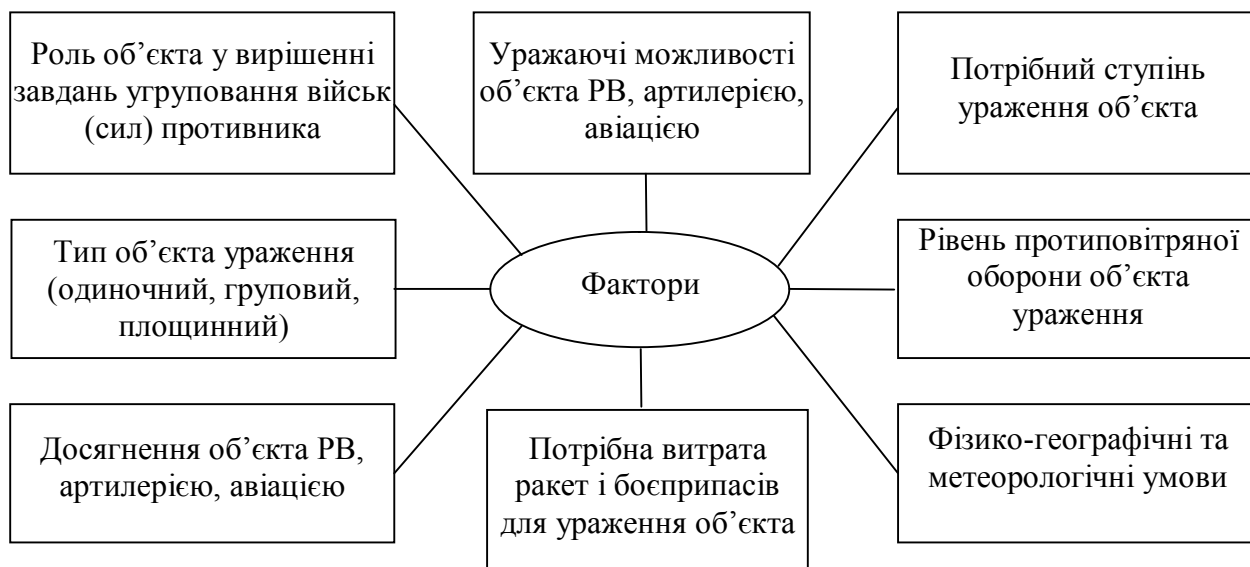 Роль об’єкта у вирішенні
завдань угруповання військ
(сил) противника
Уражаючі можливості
об’єкта РВ, артилерією,
авіацією
Потрібний ступінь
ураження об’єкта
Тип об’єкта ураження
(одиночний, груповий,
площинний)
Фактори
Рівень протиповітряної
оборони об’єкта
ураження
Досягнення об’єкта РВ,
артилерією, авіацією
Потрібна витрата
ракет і боєприпасів
для ураження об’єкта
Фізико-географічні та
метеорологічні умови